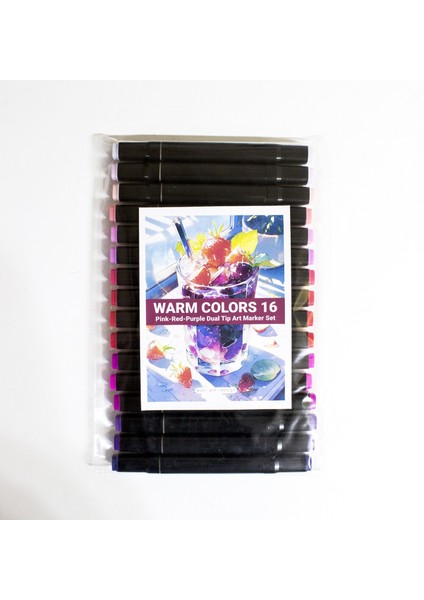 WARM COLORS 16
Pink-Red-Purple Dual Tip Art Marker Set